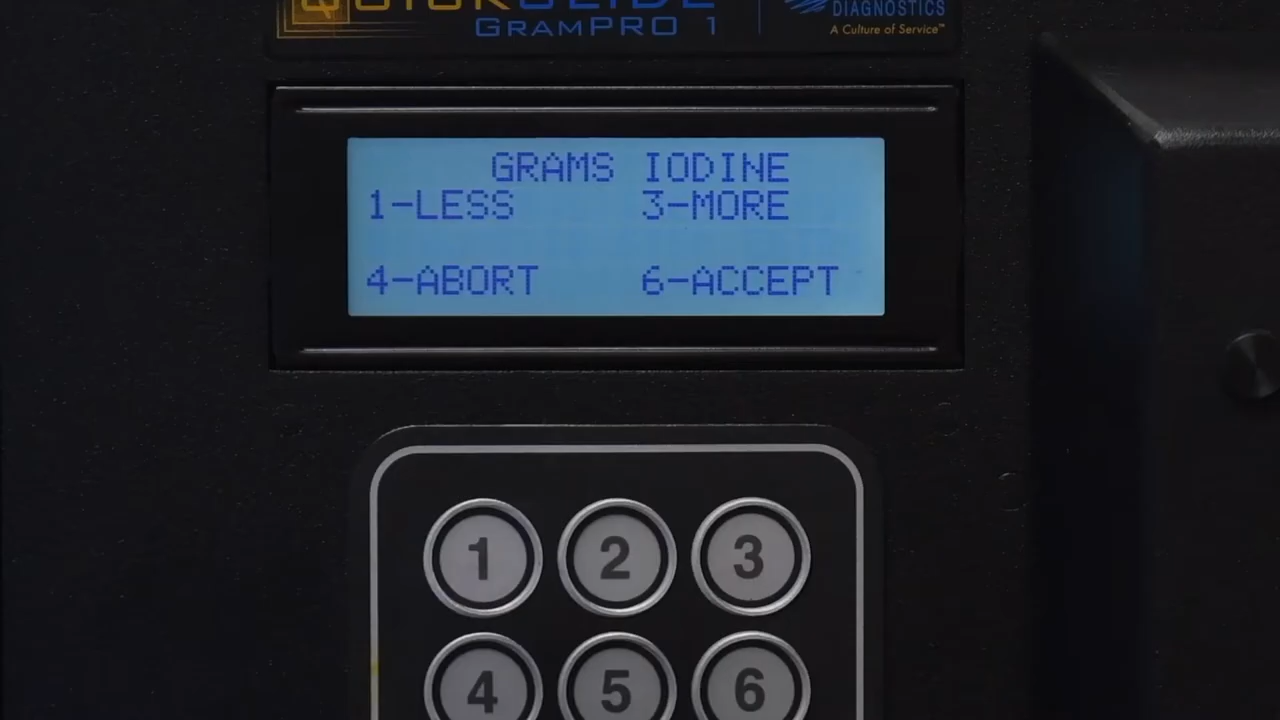 GRAMPRO 1
DIAGNOSTICS
A Culture of Service™
GRAMS IODINE
1-LESS 3-MORE
4-ABORT 6-ACCEPT
1 2 3
4 5 6